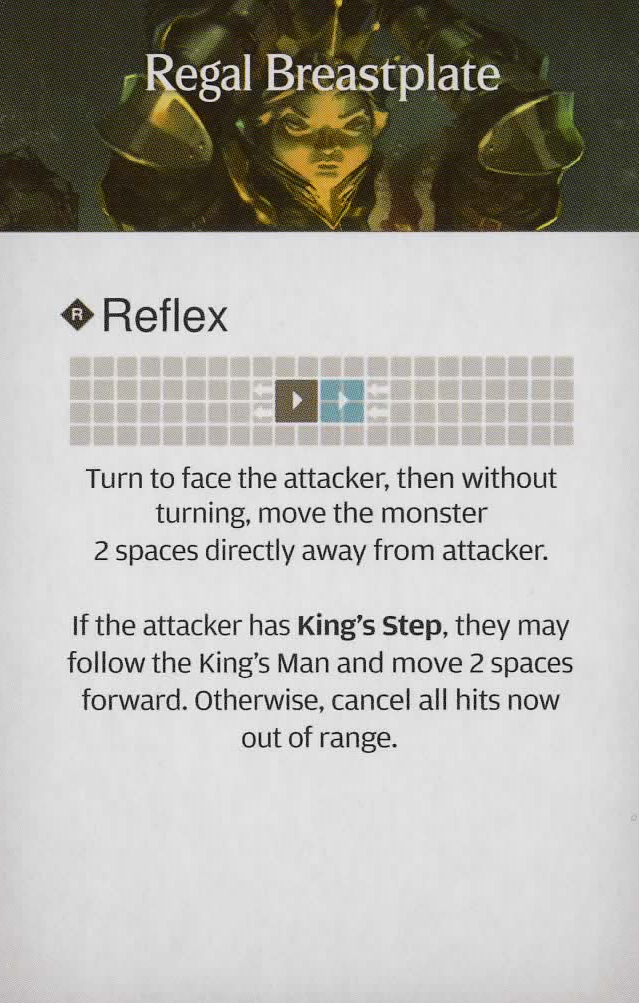 Regal Breastplate
R Reflex
Turn to face the attacker, then without
turning, move the monster
2 spaces directly away from attacker.
If the attacker has King's Step, they may
follow the King's Man and move 2 spaces
forward. Otherwise, cancel all hits now
out of range.